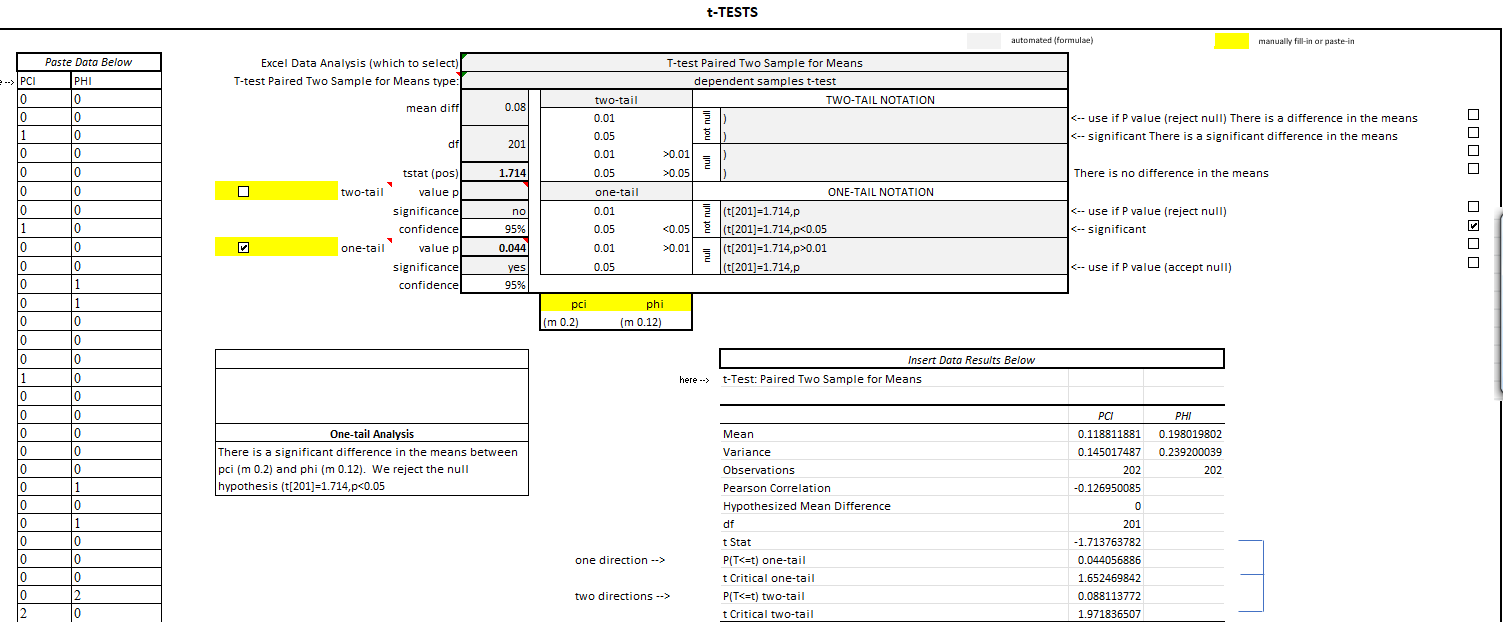 t-TESTS
automated (formulae)
manually fill-in or paste-in
Paste Data Below
Excel Data Analysis (which to select)
T-test Paired Two Sample for Means
-->
PCI PHI
T-test Paired Two Sample for Means type:
dependent samples t-test
0 0
0 0
1 0
0 0
0 0
0 0
0 0
1 0
0 0
0 0
0 1
0 1
0 0
0 0
0 0
1 0
0 0
0 0
0 0
0 0
0 0
0 1
0 0
0 1
0 0
0 0
0 0
0 2
2 0
mean diff 0.08
df 201
tstat (pos) 1.714
two-tail value p
significance no
confidence 95%
one-tail value p 0.044
significance yes
confidence 95%
two-tail TWO-TAIL NOTATION
0.01 not null ) <-- use if P value (reject null) There is a difference in the means
0.05 ) <-- significant There is a significant difference in the means
0.01 >0.01 null )
0.05 >0.05 ) There is no difference in the means
one-tail ONE-TAIL NOTATION
0.01 not null (t[201]=1.714,p <-- use if P value (reject null)
0.05 <0.05 (t[201]=1.714,p<0.05 <-- significant
0.01 >0.01 null (t[201]=1.714,p>0.01
0.05 (t[201]=1.714,p <-- use if P value (accept null)
pci phi
(m 0.2) (m 0.12)
One-tail Analysis
There is a significant difference in the means between
pci (m 0.2) and phi (m 0.12). We reject the null
hypothesis (t[201]=1.714,p<0.05
Insert Data Results Below
here --> t-Test: Paired Two Sample for Means
PCI PHI
Mean 0.118811881 0.198019802
Variance 0.145017487 0.239200039
Observations 202 202
Pearson Correlation -0.126950085
Hypothesized Mean Difference 0
df 201
t Stat -1.713763782
one direction --> P(T<=t) one-tail 0.044056886
t Critical one-tail 1.652469842
two directions --> P(T<=t) two-tail 0.088113772
t Critical two-tail 1.971836507